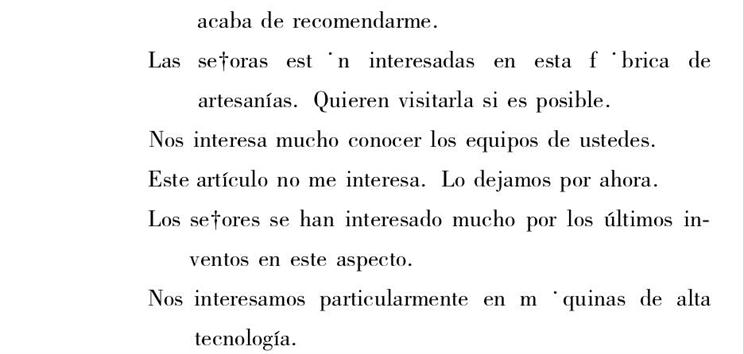 acaba de recomendarme.
Las se†oras est ˙n interesadas en esta f ˙brica de
artesanías. Quieren visitarla si es posible.
Nos interesa mucho conocer los equipos de ustedes.
Este artículo no me interesa. Lo dejamos por ahora.
Los se†ores se han interesado mucho por los últimos in-
ventos en este aspecto.
Nos interesamos particularmente en m ˙quinas de alta
tecnología.